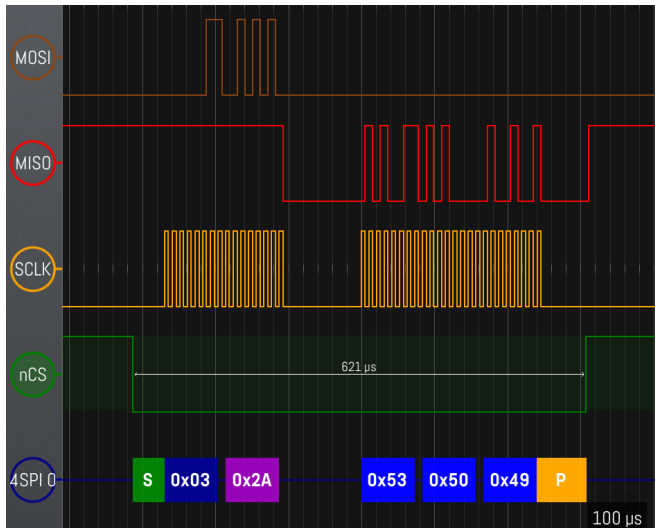 MOSI
MISO
SCLK
nCS
621 µs
4SPI 0
S 0x03 0x2A 0x53 0x50 0x49 P
100 µs